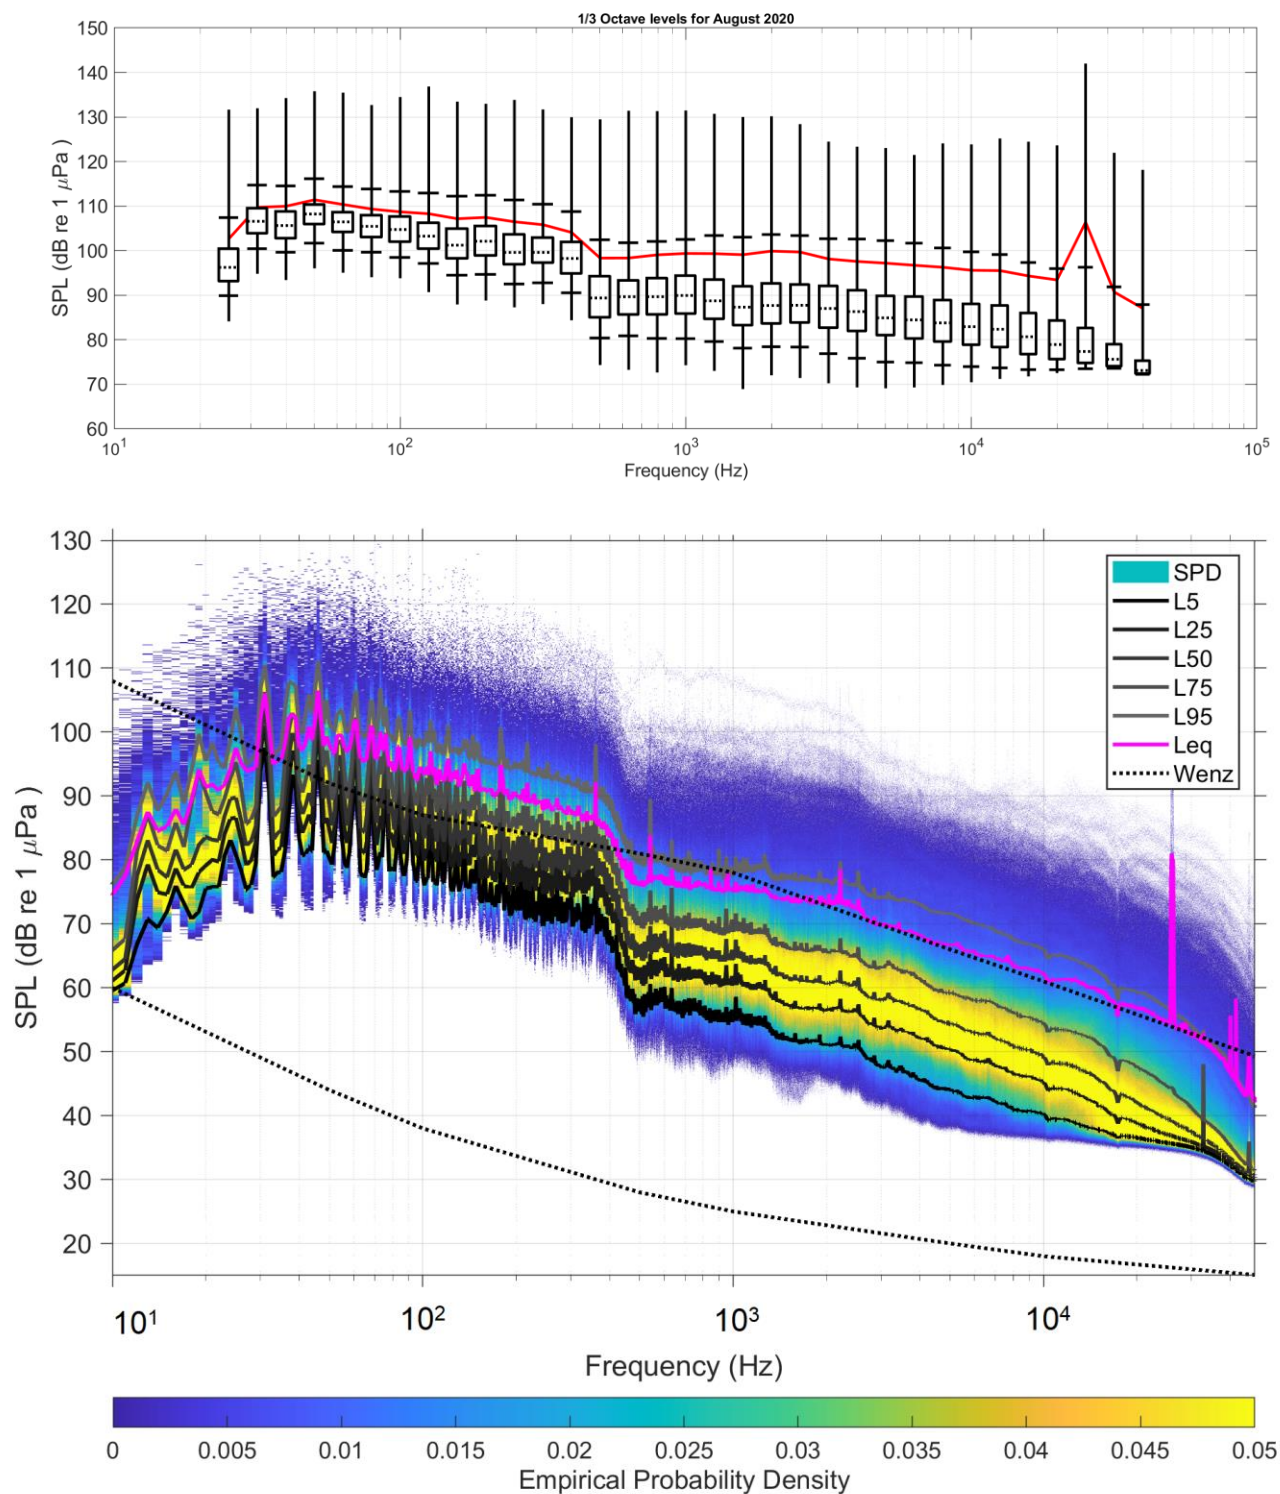 1/3 Octave levels for August 2020
150
140
130
120
110
100
90
80
70
60
SPL (dB re 1 μPa )
10¹ 10² 10³ 10⁴ 10⁵
Frequency (Hz)
130
120
110
100
90
80
70
60
50
40
30
20
SPL (dB re 1 μPa )
SPD
L5
L25
L50
L75
L95
Leq
Wenz
10¹ 10² 10³ 10⁴
Frequency (Hz)
0 0.005 0.01 0.015 0.02 0.025 0.03 0.035 0.04 0.045 0.05
Empirical Probability Density